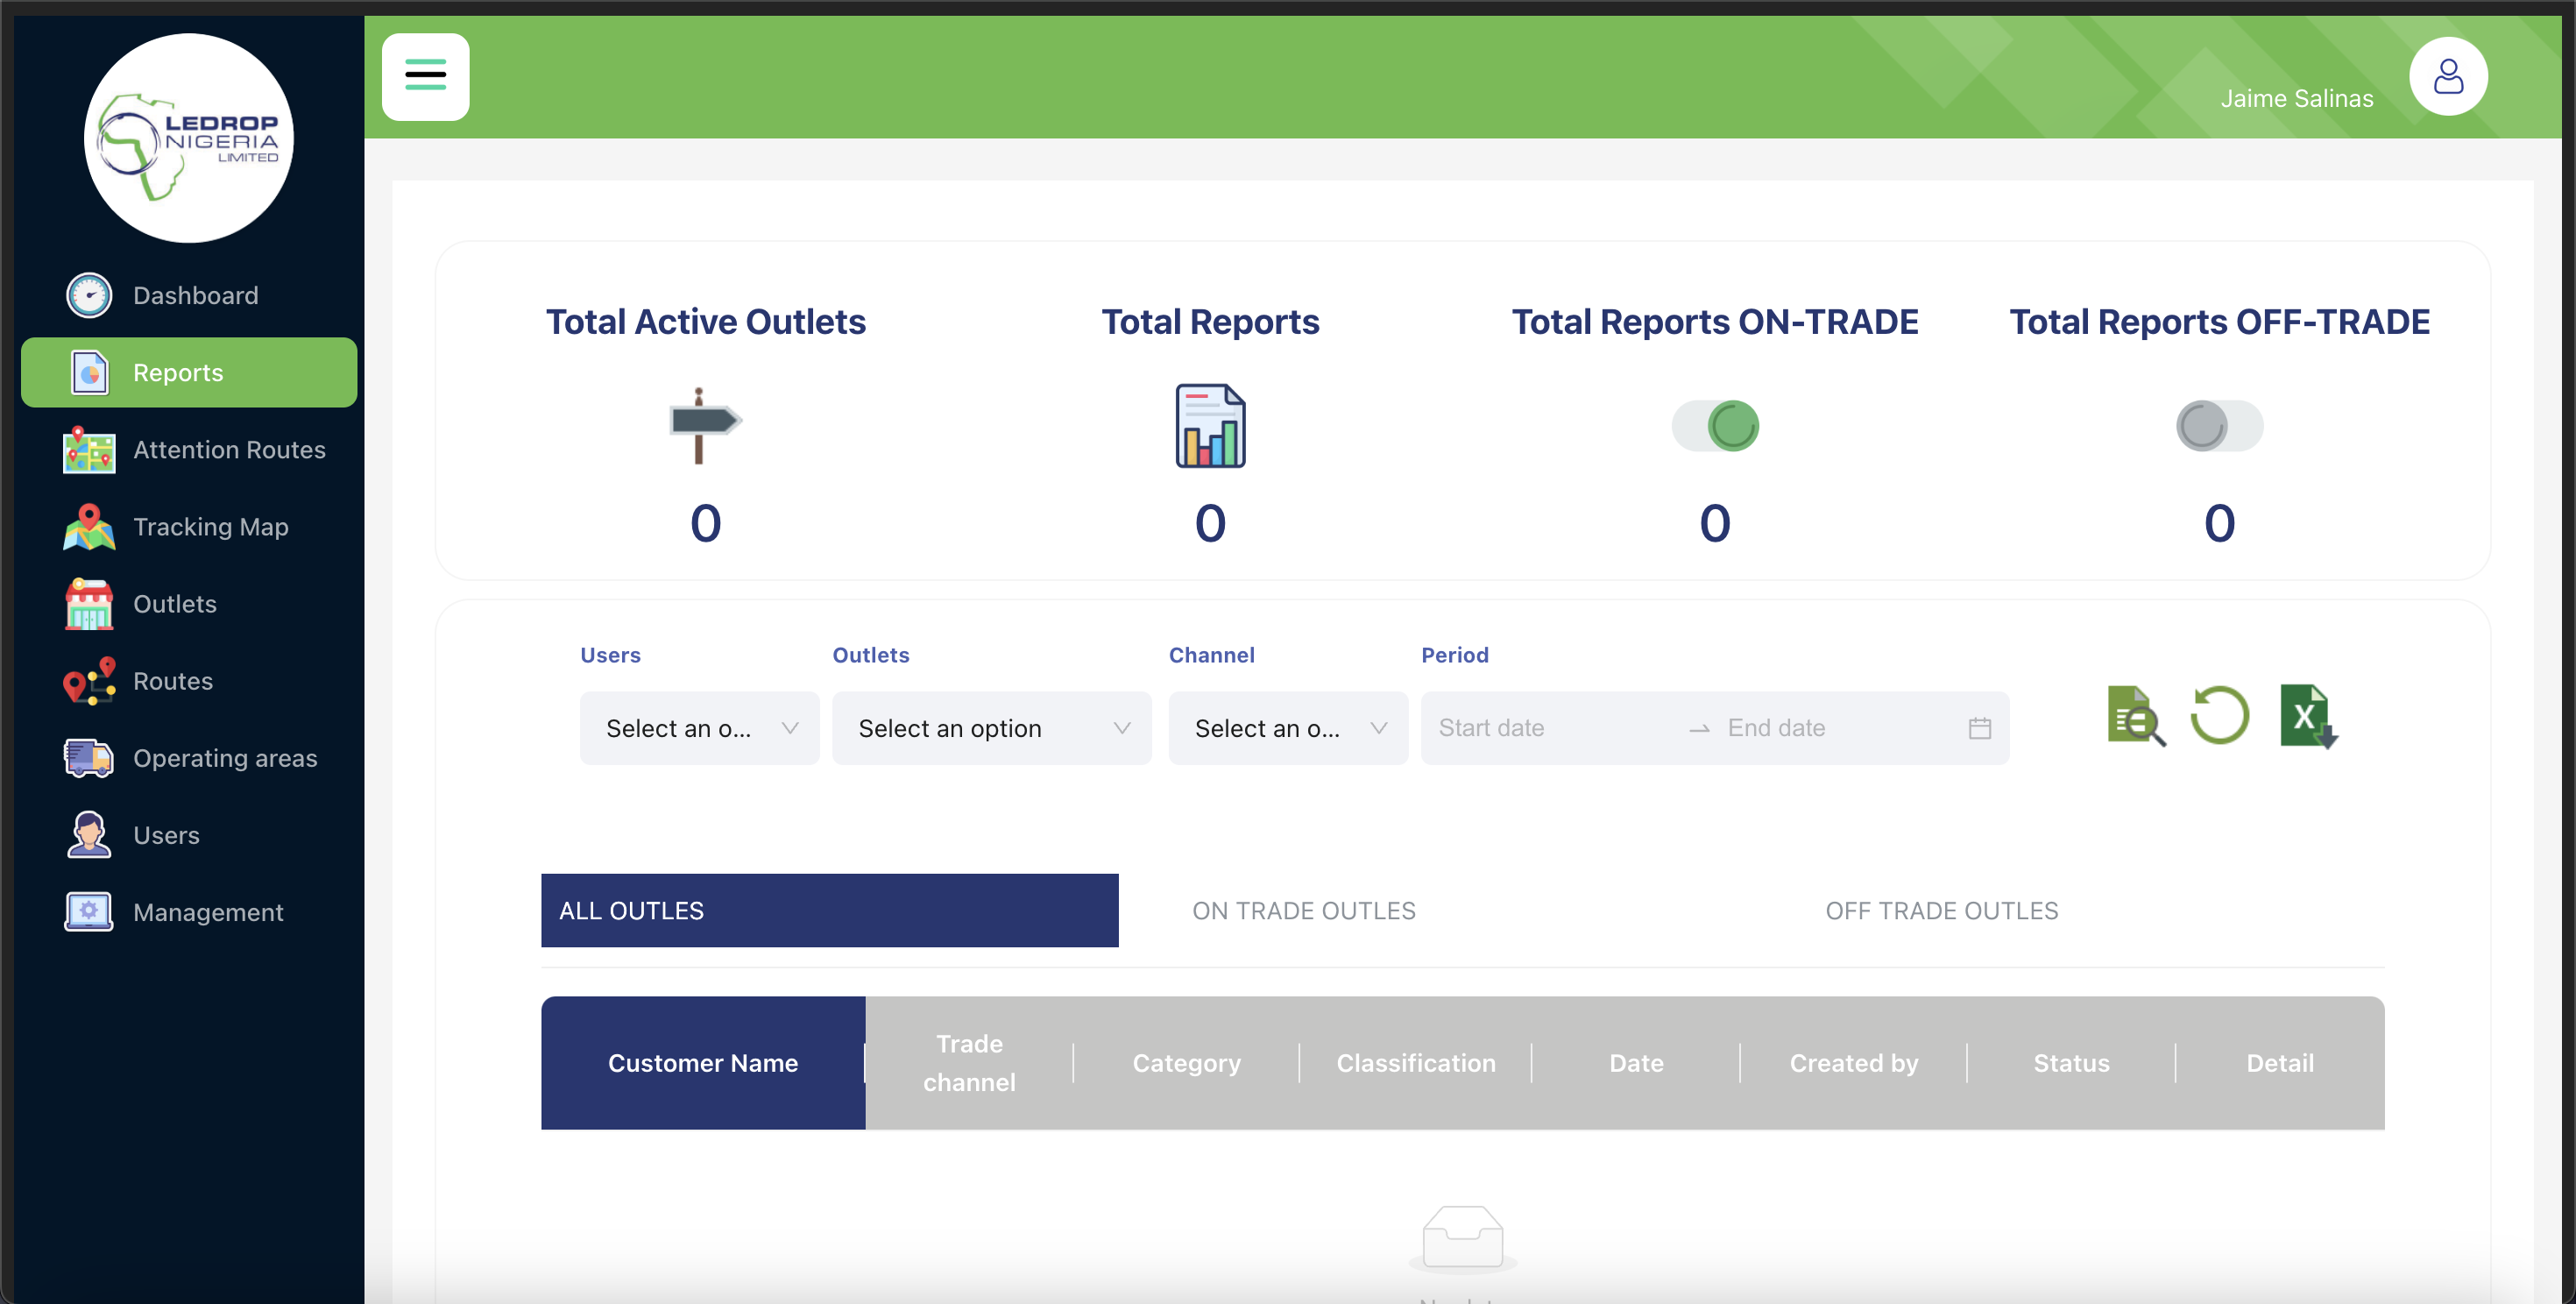 LEDROP
NIGERIA
LIMITED
Jaime Salinas
Dashboard
Reports
Attention Routes
Tracking Map
Outlets
Routes
Operating areas
Users
Management
Total Active Outlets
0
Total Reports
0
Total Reports ON-TRADE
0
Total Reports OFF-TRADE
0
Users
Select an o...
Outlets
Select an option
Channel
Select an o...
Period
Start date
End date
X
ALL OUTLES
ON TRADE OUTLES
OFF TRADE OUTLES
Customer Name
Trade
channel
Category
Classification
Date
Created by
Status
Detail